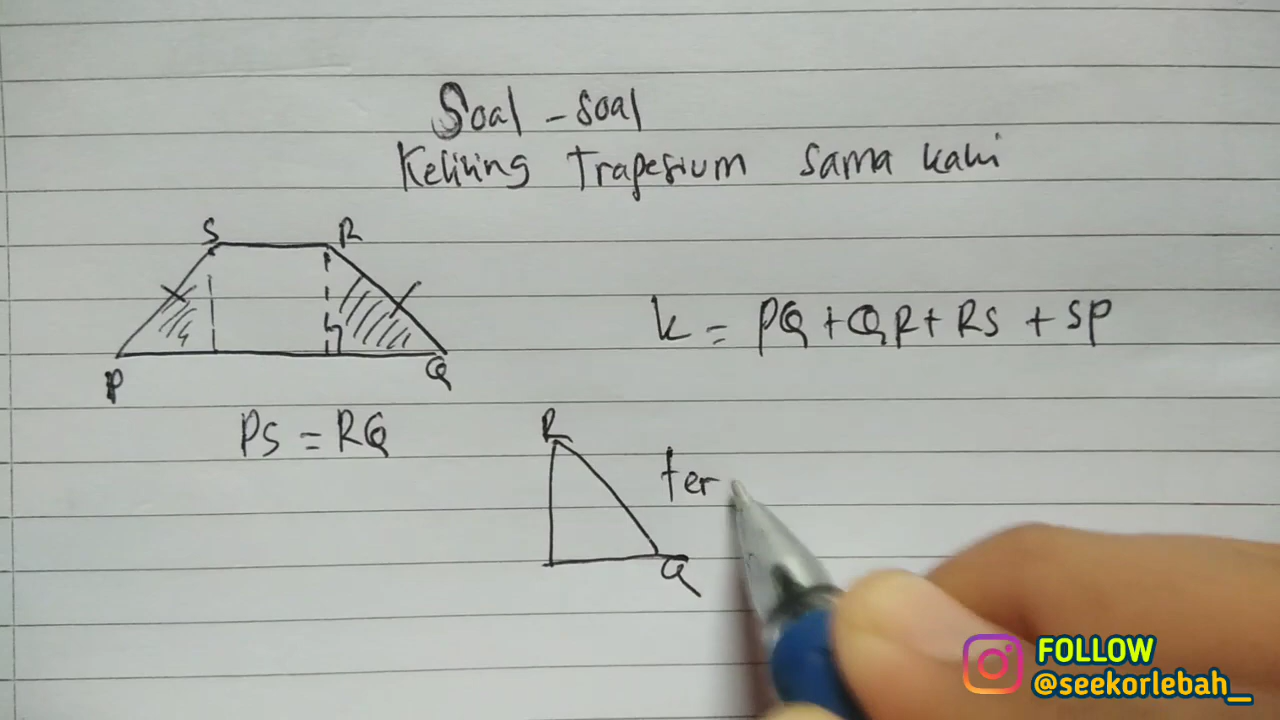 Soal - soal
Keliling Trapesium sama kaki
S R
P Q
K = PQ + QR + RS + SP
PS = RQ
R
ter
Q
FOLLOW
@seekorlebah_